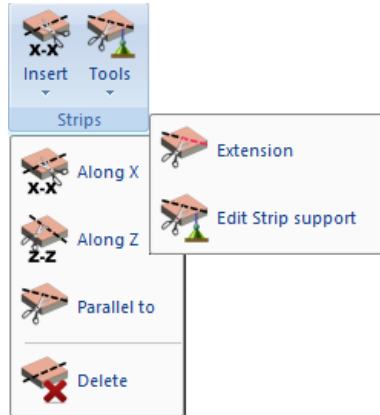 X-X
Insert Tools
Strips
X-X Along X
Z-Z Along Z
Parallel to
Delete
Extension
Edit Strip support